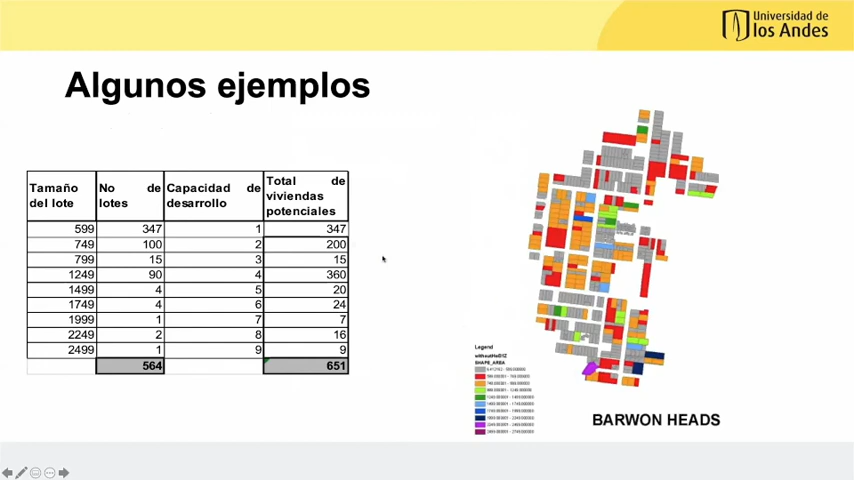 Universidad de
los Andes
Algunos ejemplos
Tamaño del lote No de lotes Capacidad de desarrollo Total de viviendas potenciales
599 347 1 347
749 100 2 200
799 15 3 15
1249 90 4 360
1499 4 5 20
1749 4 6 24
1999 1 7 7
2249 2 8 16
2499 1 9 9
564 651
Legend
SHAPE_AREA
BARWON HEADS